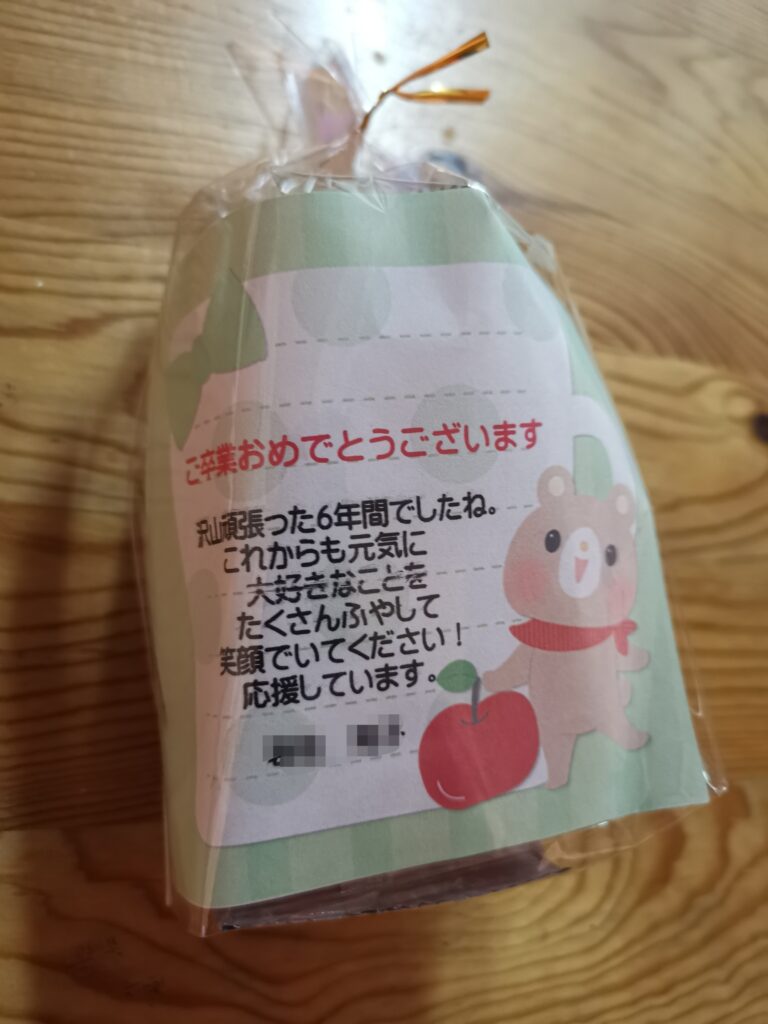 ご卒業おめでとうございます
沢山頑張った6年間でしたね。
これからも元気に
大好きなことを
たくさんふやして
笑顔でいてください!
応援しています。